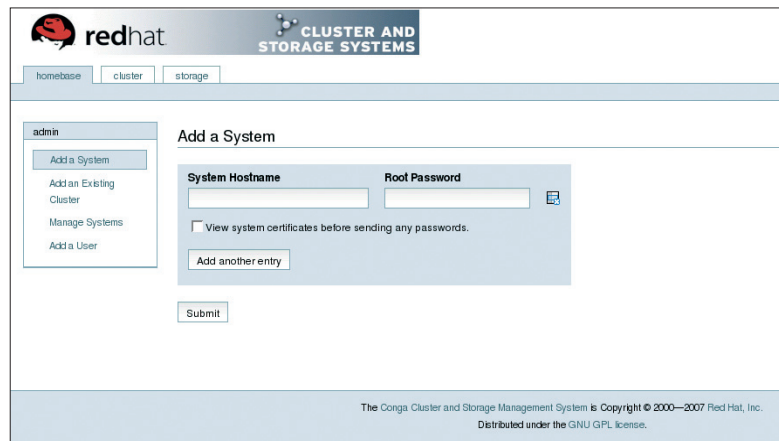 redhat.
CLUSTER AND
STORAGE SYSTEMS
homebase cluster storage
admin
Add a System
Add an Existing
Cluster
Manage Systems
Add a User
Add a System
System Hostname Root Password
View system certificates before sending any passwords.
Add another entry
Submit
The Conga Cluster and Storage Management System is Copyright © 2000—2007 Red Hat, Inc.
Distributed under the GNU GPL license.